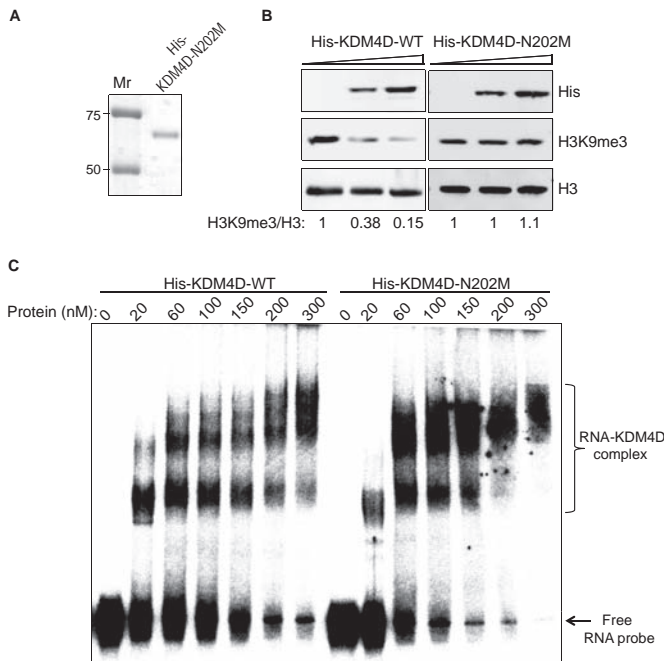 A
His-
KDM4D-N202M
Mr
75
50
B
His-KDM4D-WT His-KDM4D-N202M
His
H3K9me3
H3
H3K9me3/H3: 1 0.38 0.15 1 1 1.1
C
His-KDM4D-WT His-KDM4D-N202M
Protein (nM): 0 20 60 100 150 200 300 0 20 60 100 150 200 300
RNA-KDM4D
complex
Free
RNA probe